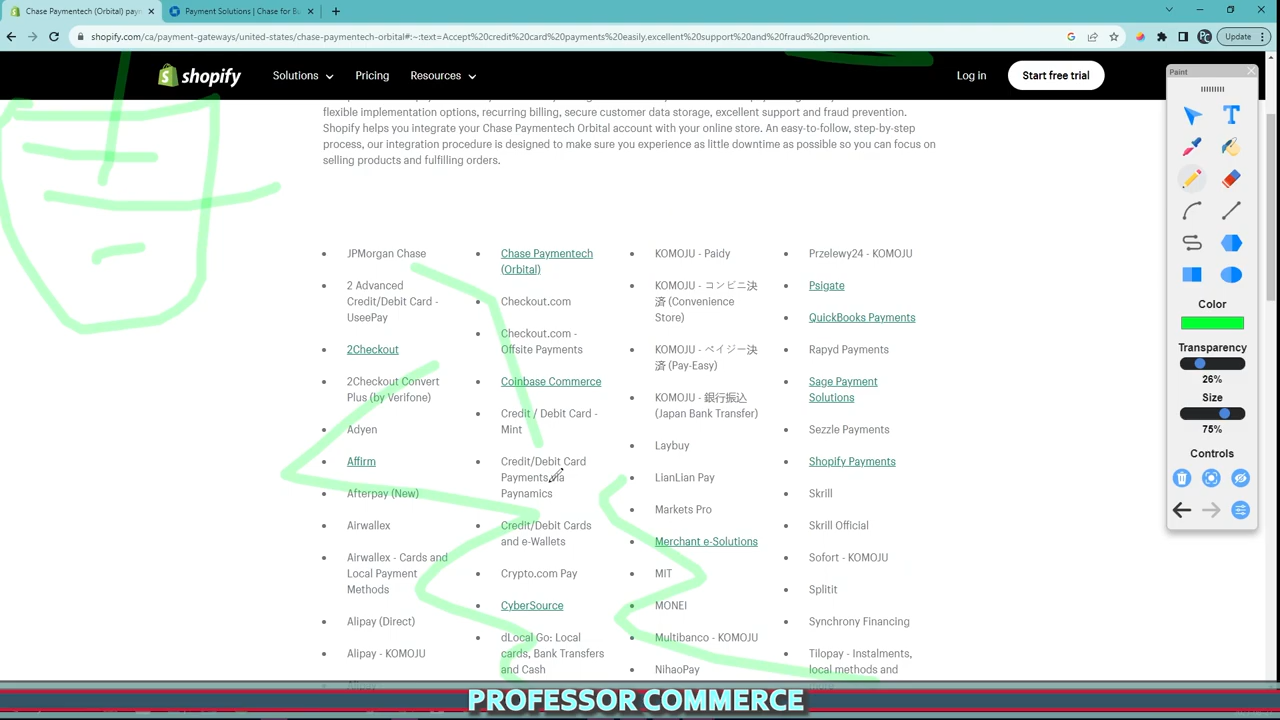 Chase Paymentech (Orbital) pay
Payment Solutions | Chase for B
shopify.com/ca/payment-gateways/united-states/chase-paymentech-orbital#:~:text=Accept%20credit%20card%20payments%20easily,excellent%20support%20and%20fraud%20prevention.
PC
Update
shopify
Solutions
Pricing
Resources
Log in
Start free trial
flexible implementation options, recurring billing, secure customer data storage, excellent support and fraud prevention.
Shopify helps you integrate your Chase Paymentech Orbital account with your online store. An easy-to-follow, step-by-step
process, our integration procedure is designed to make sure you experience as little downtime as possible so you can focus on
selling products and fulfilling orders.
JPMorgan Chase
2 Advanced
Credit/Debit Card -
UseePay
2Checkout
2Checkout Convert
Plus (by Verifone)
Adyen
Affirm
Afterpay (New)
Airwallex
Airwallex - Cards and
Local Payment
Methods
Alipay (Direct)
Alipay - KOMOJU
Chase Paymentech
(Orbital)
Checkout.com
Checkout.com -
Offsite Payments
Coinbase Commerce
Credit / Debit Card -
Mint
Credit/Debit Card
Payments via
Paynamics
Credit/Debit Cards
and e-Wallets
Crypto.com Pay
CyberSource
dLocal Go: Local
cards, Bank Transfers
and Cash
KOMOJU - Paidy
KOMOJU - コンビニ決
済 (Convenience
Store)
KOMOJU - ペイジー決
済 (Pay-Easy)
KOMOJU - 銀行振込
(Japan Bank Transfer)
Laybuy
LianLian Pay
Markets Pro
Merchant e-Solutions
MIT
MONEI
Multibanco - KOMOJU
NihaoPay
Przelewy24 - KOMOJU
Psigate
QuickBooks Payments
Rapyd Payments
Sage Payment
Solutions
Sezzle Payments
Shopify Payments
Skrill
Skrill Official
Sofort - KOMOJU
Splitit
Synchrony Financing
Tilopay - Instalments,
local methods and
Paint
T
Color
Transparency
26%
Size
75%
Controls
PROFESSOR COMMERCE